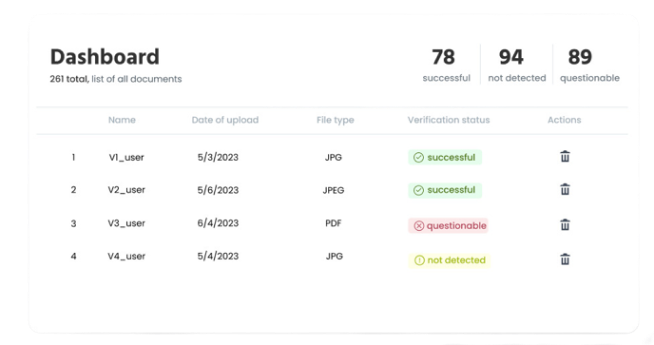 Dashboard
261 total, list of all documents
78 94 89
successful not detected questionable
Name Date of upload File type Verification status Actions
1 V1_user 5/3/2023 JPG successful
2 V2_user 5/6/2023 JPEG successful
3 V3_user 6/4/2023 PDF questionable
4 V4_user 5/4/2023 JPG not detected